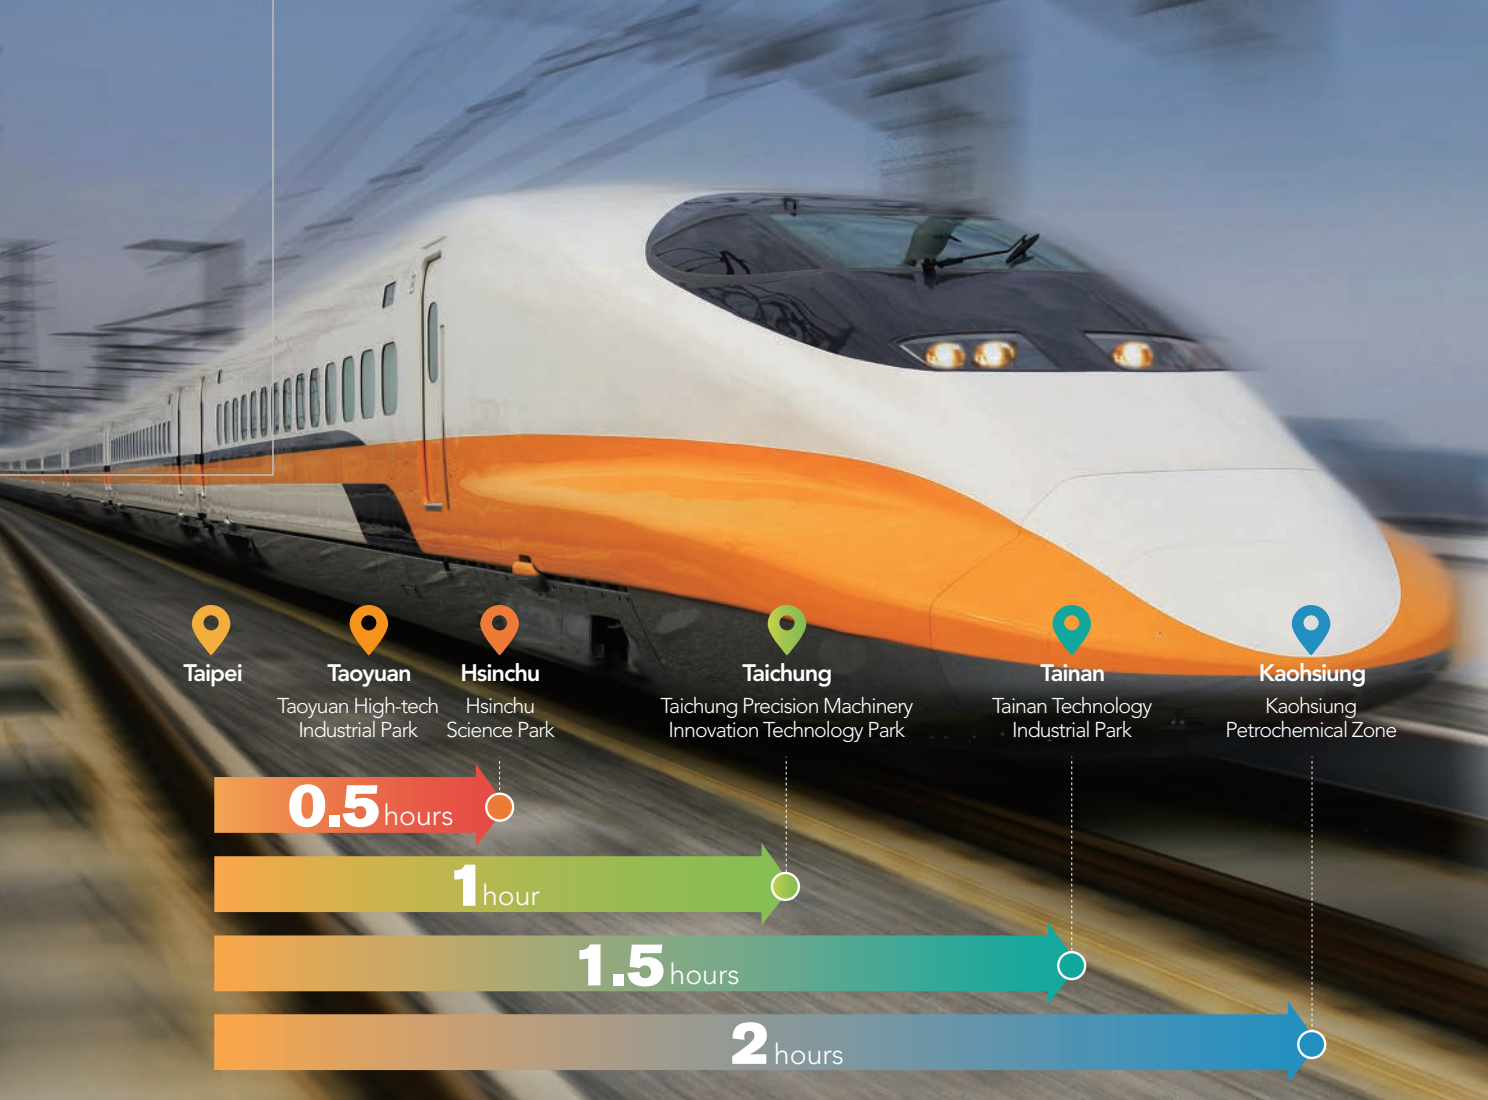 Taipei
Taoyuan
Taoyuan High-tech
Industrial Park
Hsinchu
Hsinchu
Science Park
Taichung
Taichung Precision Machinery
Innovation Technology Park
Tainan
Tainan Technology
Industrial Park
Kaohsiung
Kaohsiung
Petrochemical Zone
0.5 hours
1 hour
1.5 hours
2 hours